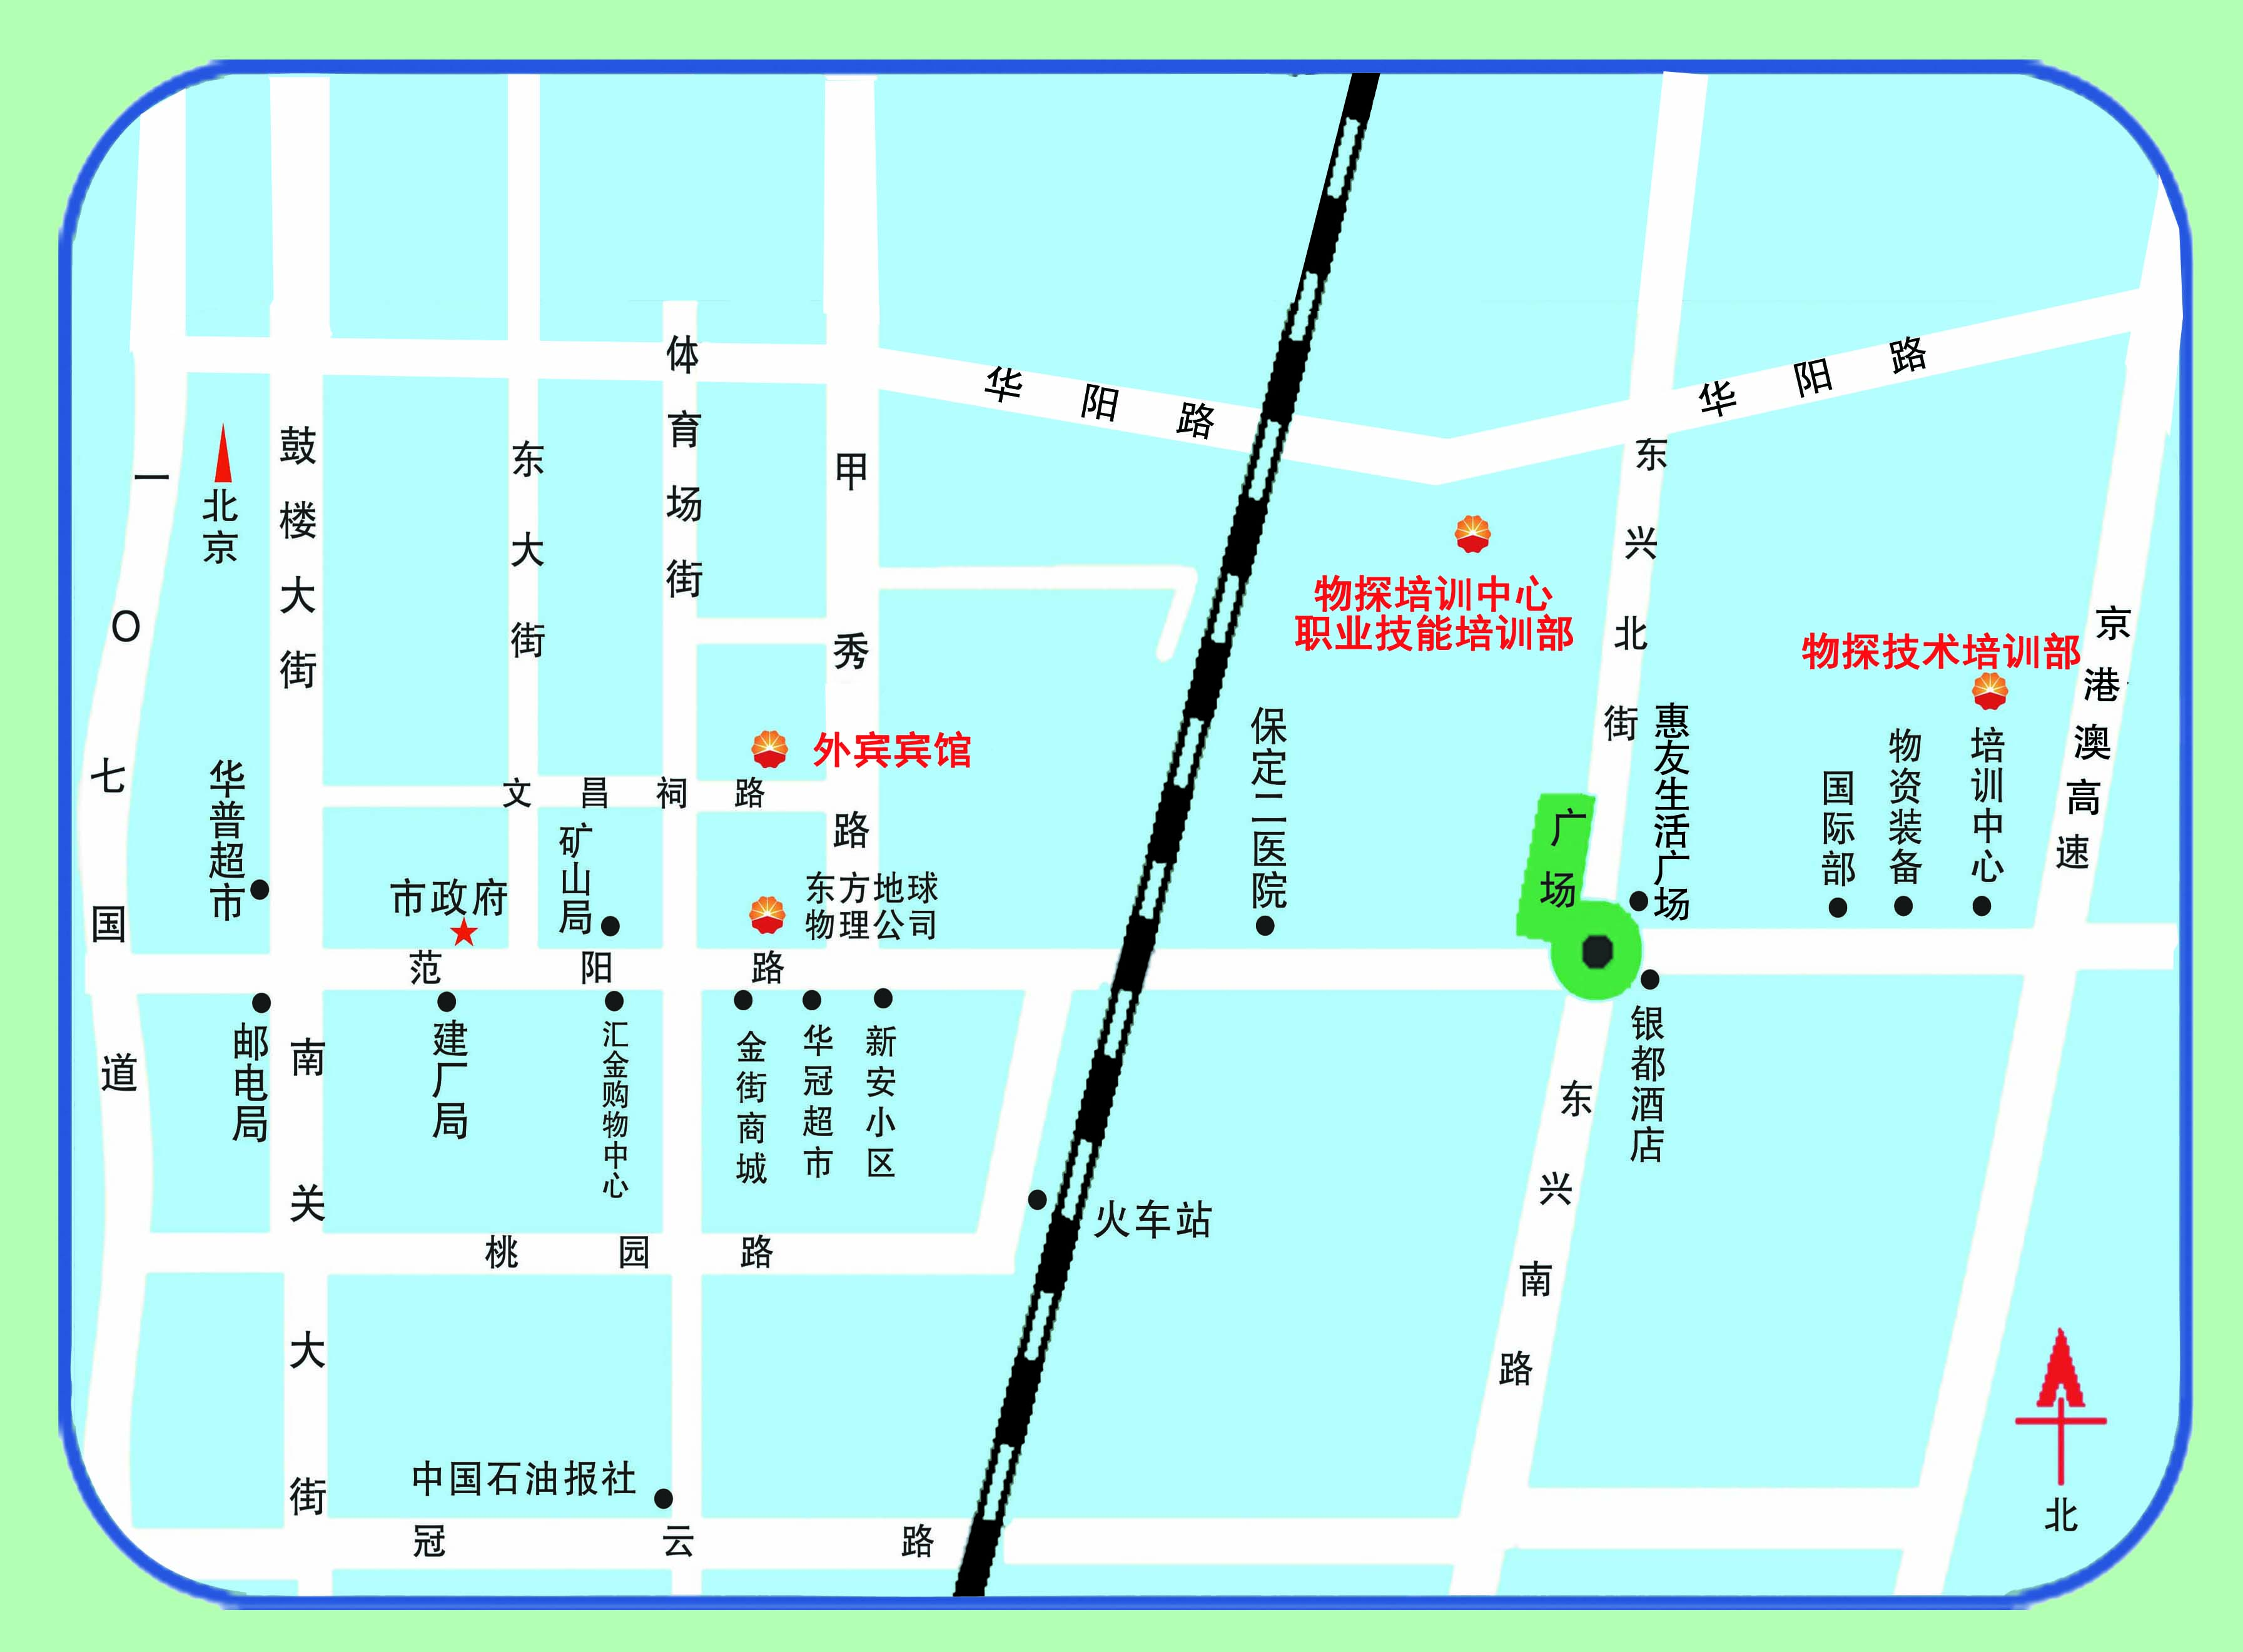 华阳路
华阳路
体育场街
鼓楼大街
东大街
甲秀路
一〇七国道
北京
东兴北街
物探培训中心
职业技能培训部
物探技术培训部
京港澳高速
外宾宾馆
保定二医院
惠友生活广场
国际部
物资装备
培训中心
华普超市
文昌祠路
矿山局
市政府
东方地球
物理公司
广场
范阳路
邮电局
南关大街
建厂局
汇金购物中心
金街商城
华冠超市
新安小区
银都酒店
东兴南路
火车站
桃园路
中国石油报社
冠云路
北